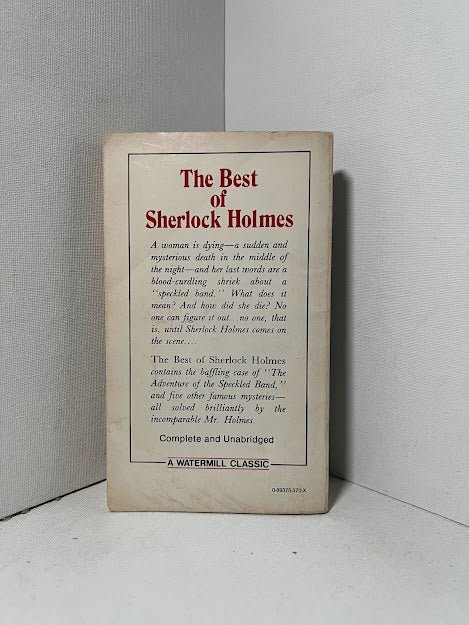 The Best
of
Sherlock Holmes
A woman is dying—a sudden and
mysterious death in the middle of
the night—and her last words are a
blood-curdling shriek about a
"speckled band." What does it
mean? And how did she die? No
one can figure it out...no one, that
is, until Sherlock Holmes comes on
the scene....
The Best of Sherlock Holmes
contains the baffling case of "The
Adventure of the Speckled Band,"
and five other famous mysteries—
all solved brilliantly by the
incomparable Mr. Holmes.
Complete and Unabridged
A WATERMILL CLASSIC
0-89375-370-X